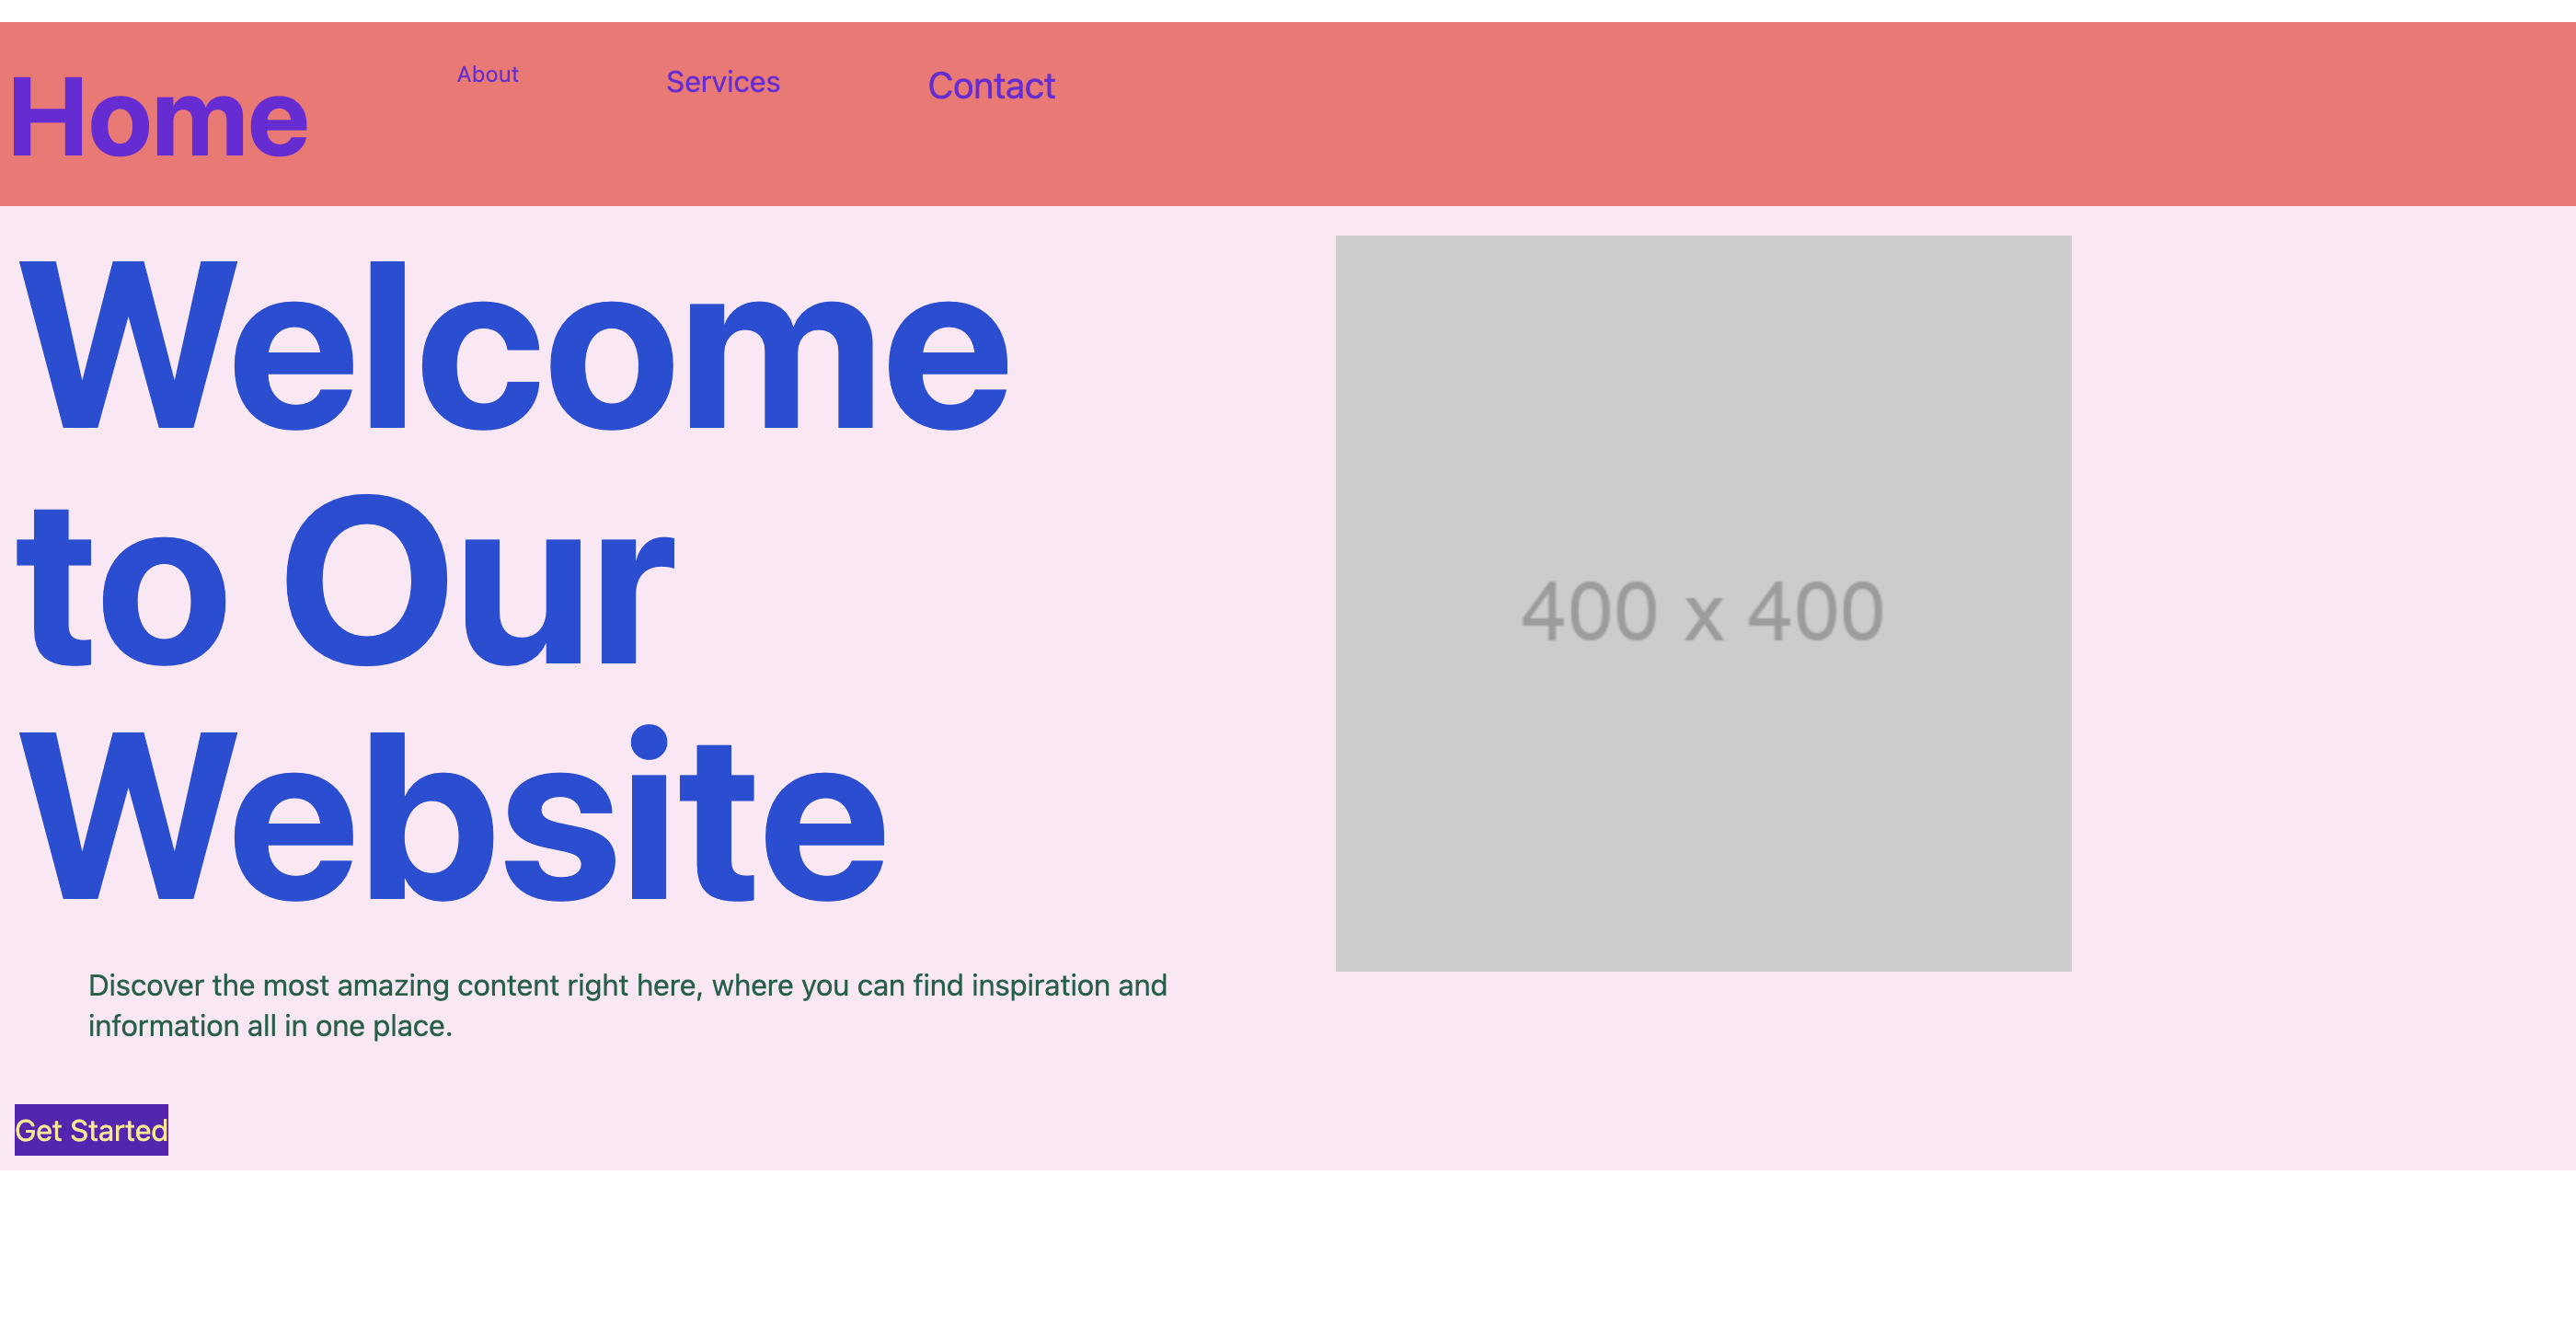 Home
About
Services
Contact
Welcome
to Our
Website
Discover the most amazing content right here, where you can find inspiration and
information all in one place.
Get Started
400 x 400